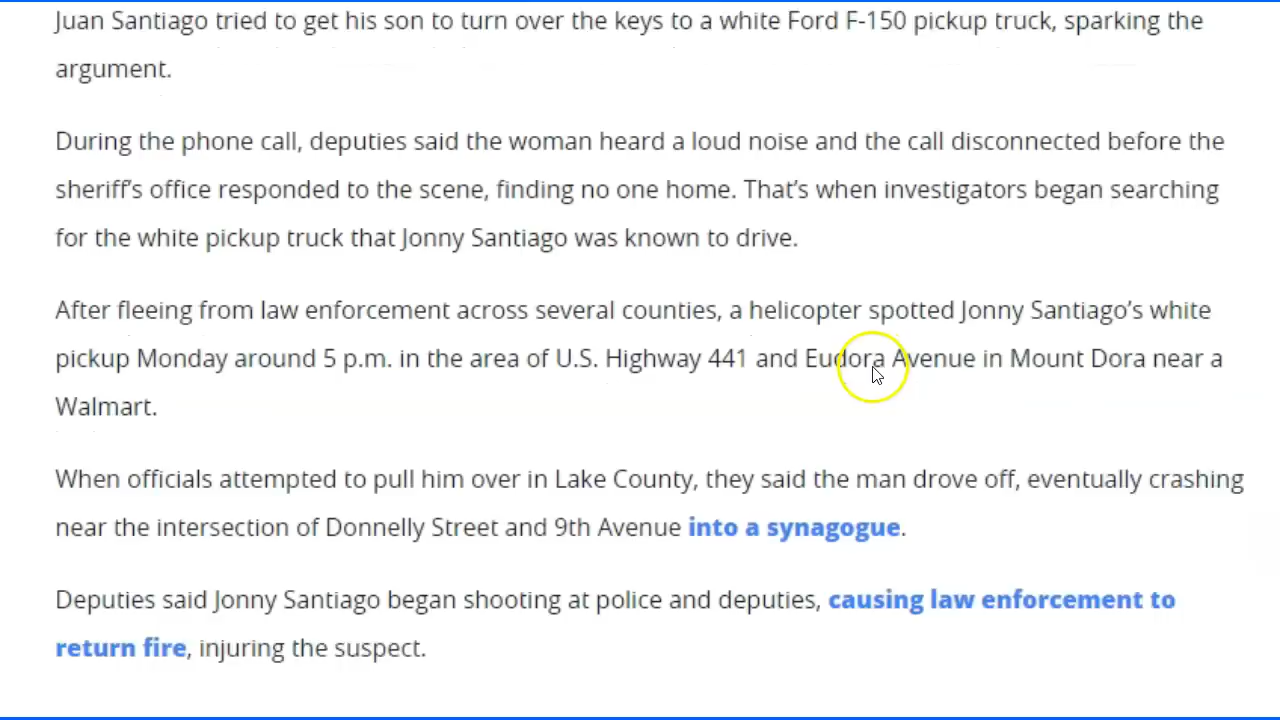 Juan Santiago tried to get his son to turn over the keys to a white Ford F-150 pickup truck, sparking the
argument.
During the phone call, deputies said the woman heard a loud noise and the call disconnected before the
sheriff’s office responded to the scene, finding no one home. That’s when investigators began searching
for the white pickup truck that Jonny Santiago was known to drive.
After fleeing from law enforcement across several counties, a helicopter spotted Jonny Santiago’s white
pickup Monday around 5 p.m. in the area of U.S. Highway 441 and Eudora Avenue in Mount Dora near a
Walmart.
When officials attempted to pull him over in Lake County, they said the man drove off, eventually crashing
near the intersection of Donnelly Street and 9th Avenue into a synagogue.
Deputies said Jonny Santiago began shooting at police and deputies, causing law enforcement to
return fire, injuring the suspect.